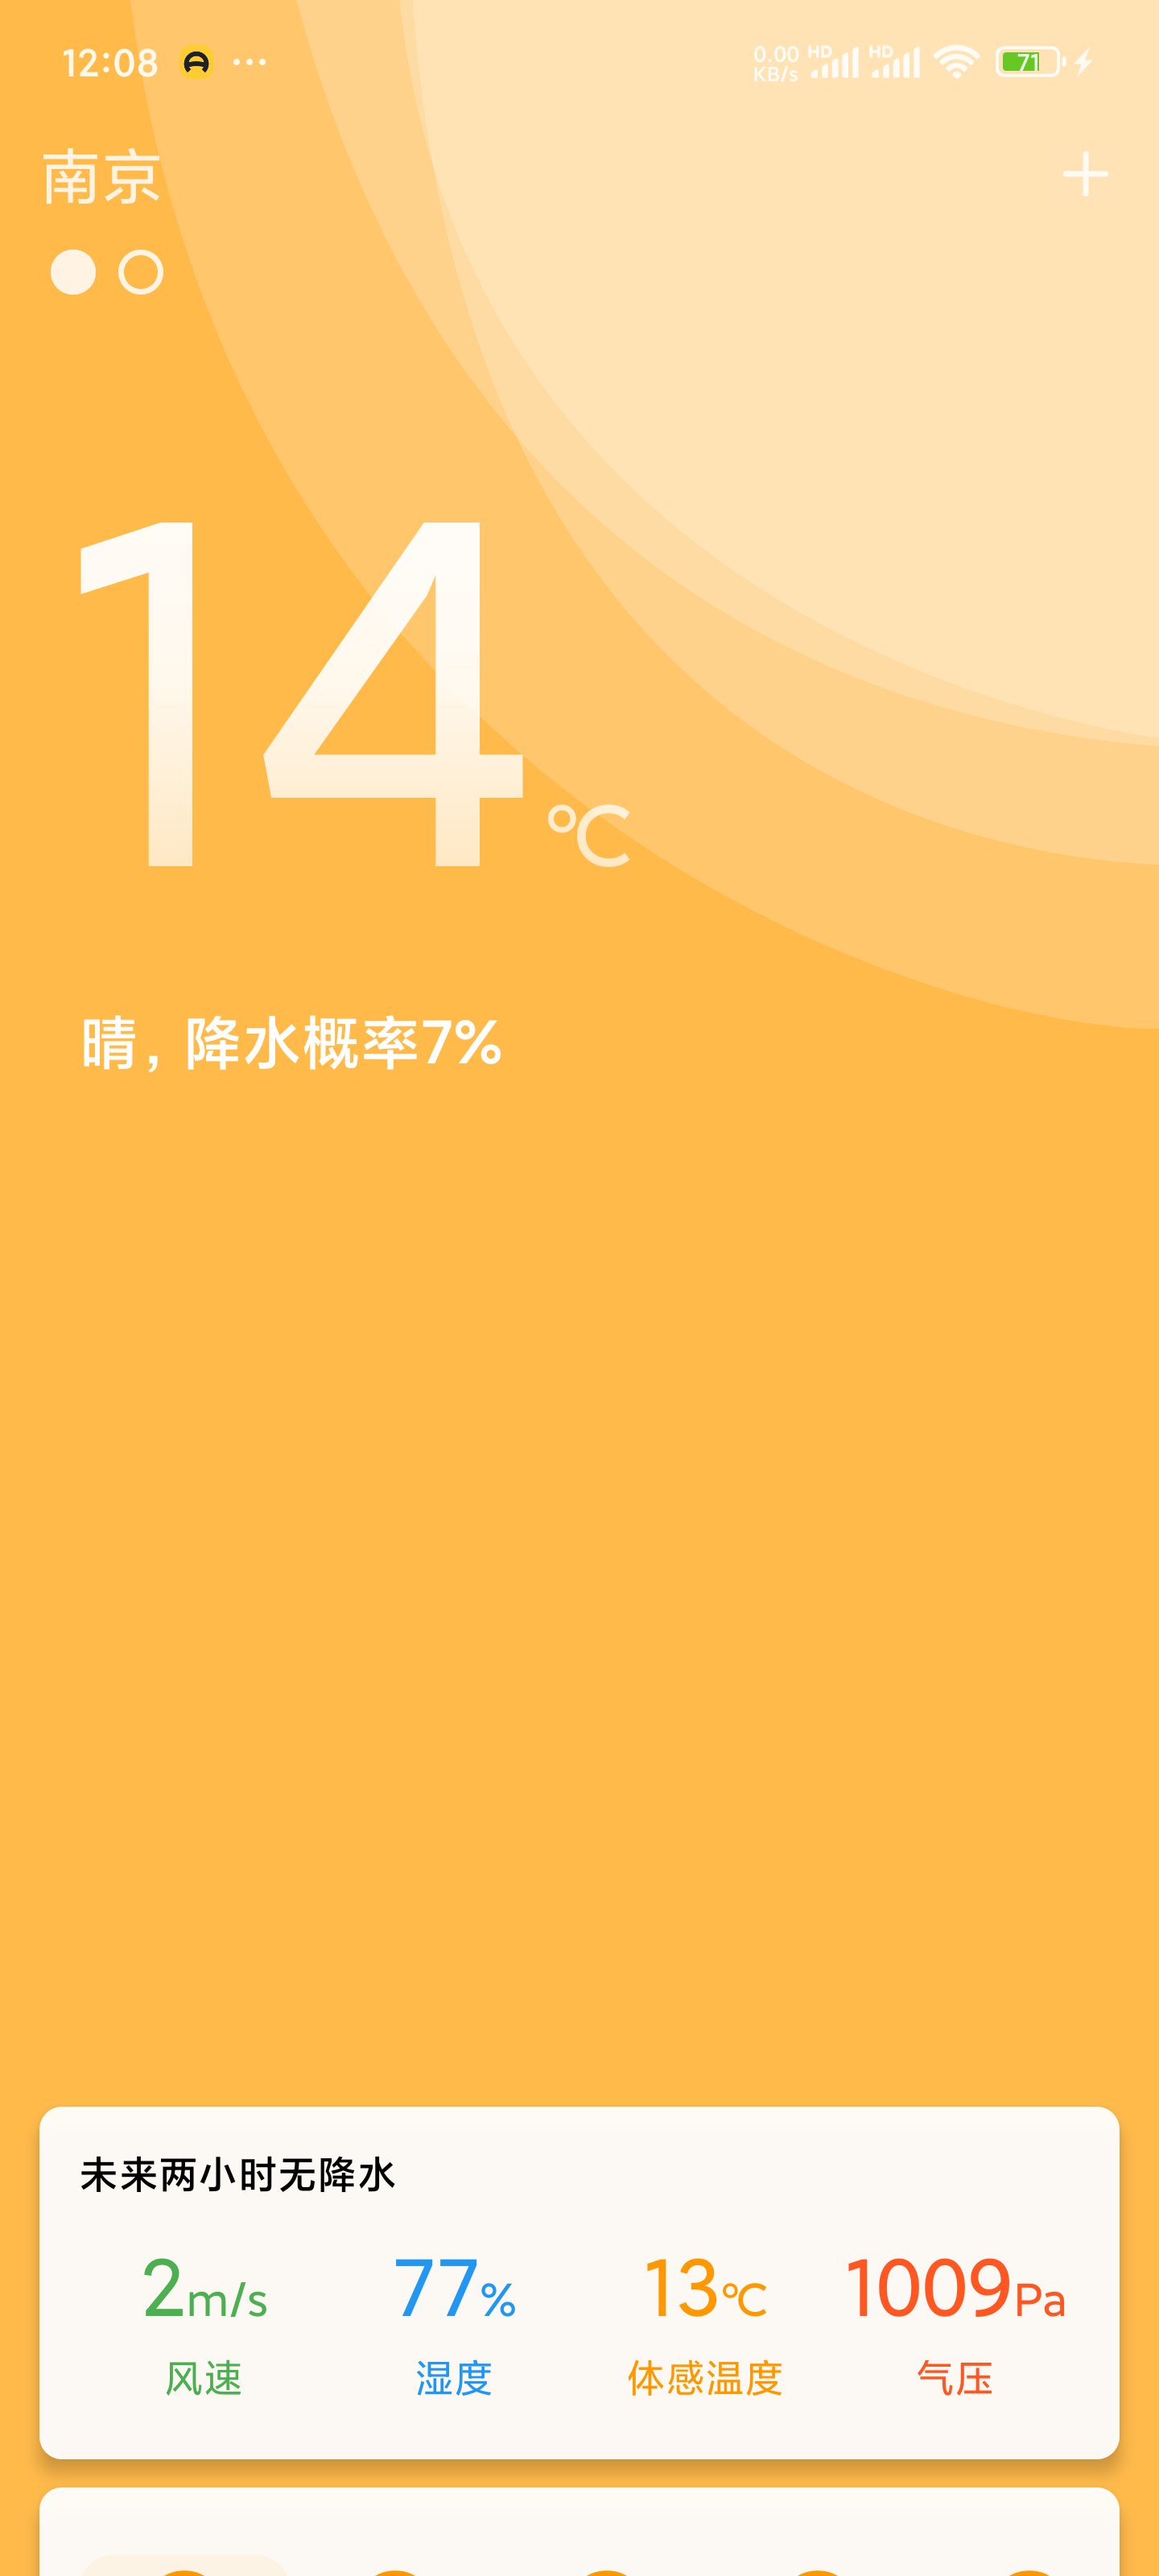 12:08
0.00
KB/s
HD HD
71
南京
14℃
晴, 降水概率7%
未来两小时无降水
2m/s 77% 13℃ 1009Pa
风速 湿度 体感温度 气压